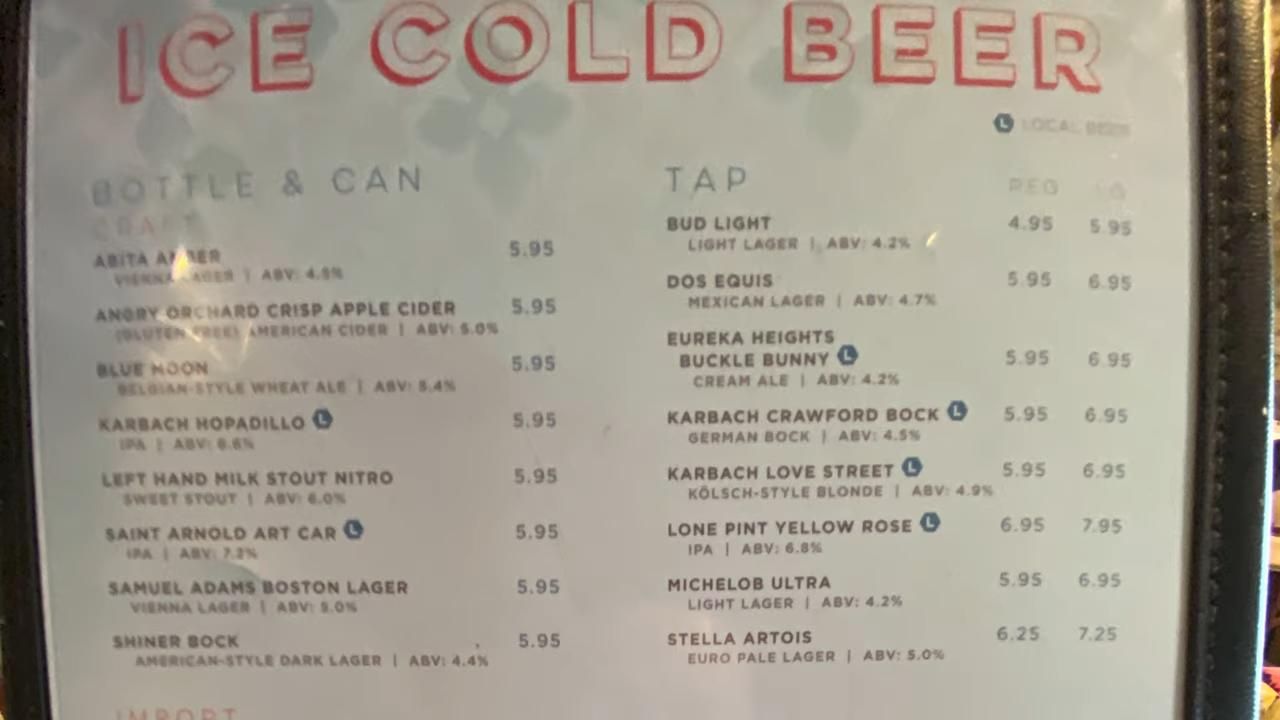 ICE COLD BEER
L LOCAL BEER
BOTTLE & CAN
CRAFT
ABITA AMBER 5.95
VIENNA LAGER | ABV: 4.5%
ANGRY ORCHARD CRISP APPLE CIDER 5.95
(GLUTEN FREE) AMERICAN CIDER | ABV: 5.0%
BLUE MOON 5.95
BELGIAN-STYLE WHEAT ALE | ABV: 5.4%
KARBACH HOPADILLO L 5.95
IPA | ABV: 6.6%
LEFT HAND MILK STOUT NITRO 5.95
SWEET STOUT | ABV: 6.0%
SAINT ARNOLD ART CAR L 5.95
IPA | ABV: 7.2%
SAMUEL ADAMS BOSTON LAGER 5.95
VIENNA LAGER | ABV: 5.0%
SHINER BOCK 5.95
AMERICAN-STYLE DARK LAGER | ABV: 4.4%
IMPORT
TAP REG LG
BUD LIGHT 4.95 5.95
LIGHT LAGER | ABV: 4.2%
DOS EQUIS 5.95 6.95
MEXICAN LAGER | ABV: 4.7%
EUREKA HEIGHTS
BUCKLE BUNNY L 5.95 6.95
CREAM ALE | ABV: 4.2%
KARBACH CRAWFORD BOCK L 5.95 6.95
GERMAN BOCK | ABV: 4.5%
KARBACH LOVE STREET L 5.95 6.95
KÖLSCH-STYLE BLONDE | ABV: 4.9%
LONE PINT YELLOW ROSE L 6.95 7.95
IPA | ABV: 6.8%
MICHELOB ULTRA 5.95 6.95
LIGHT LAGER | ABV: 4.2%
STELLA ARTOIS 6.25 7.25
EURO PALE LAGER | ABV: 5.0%